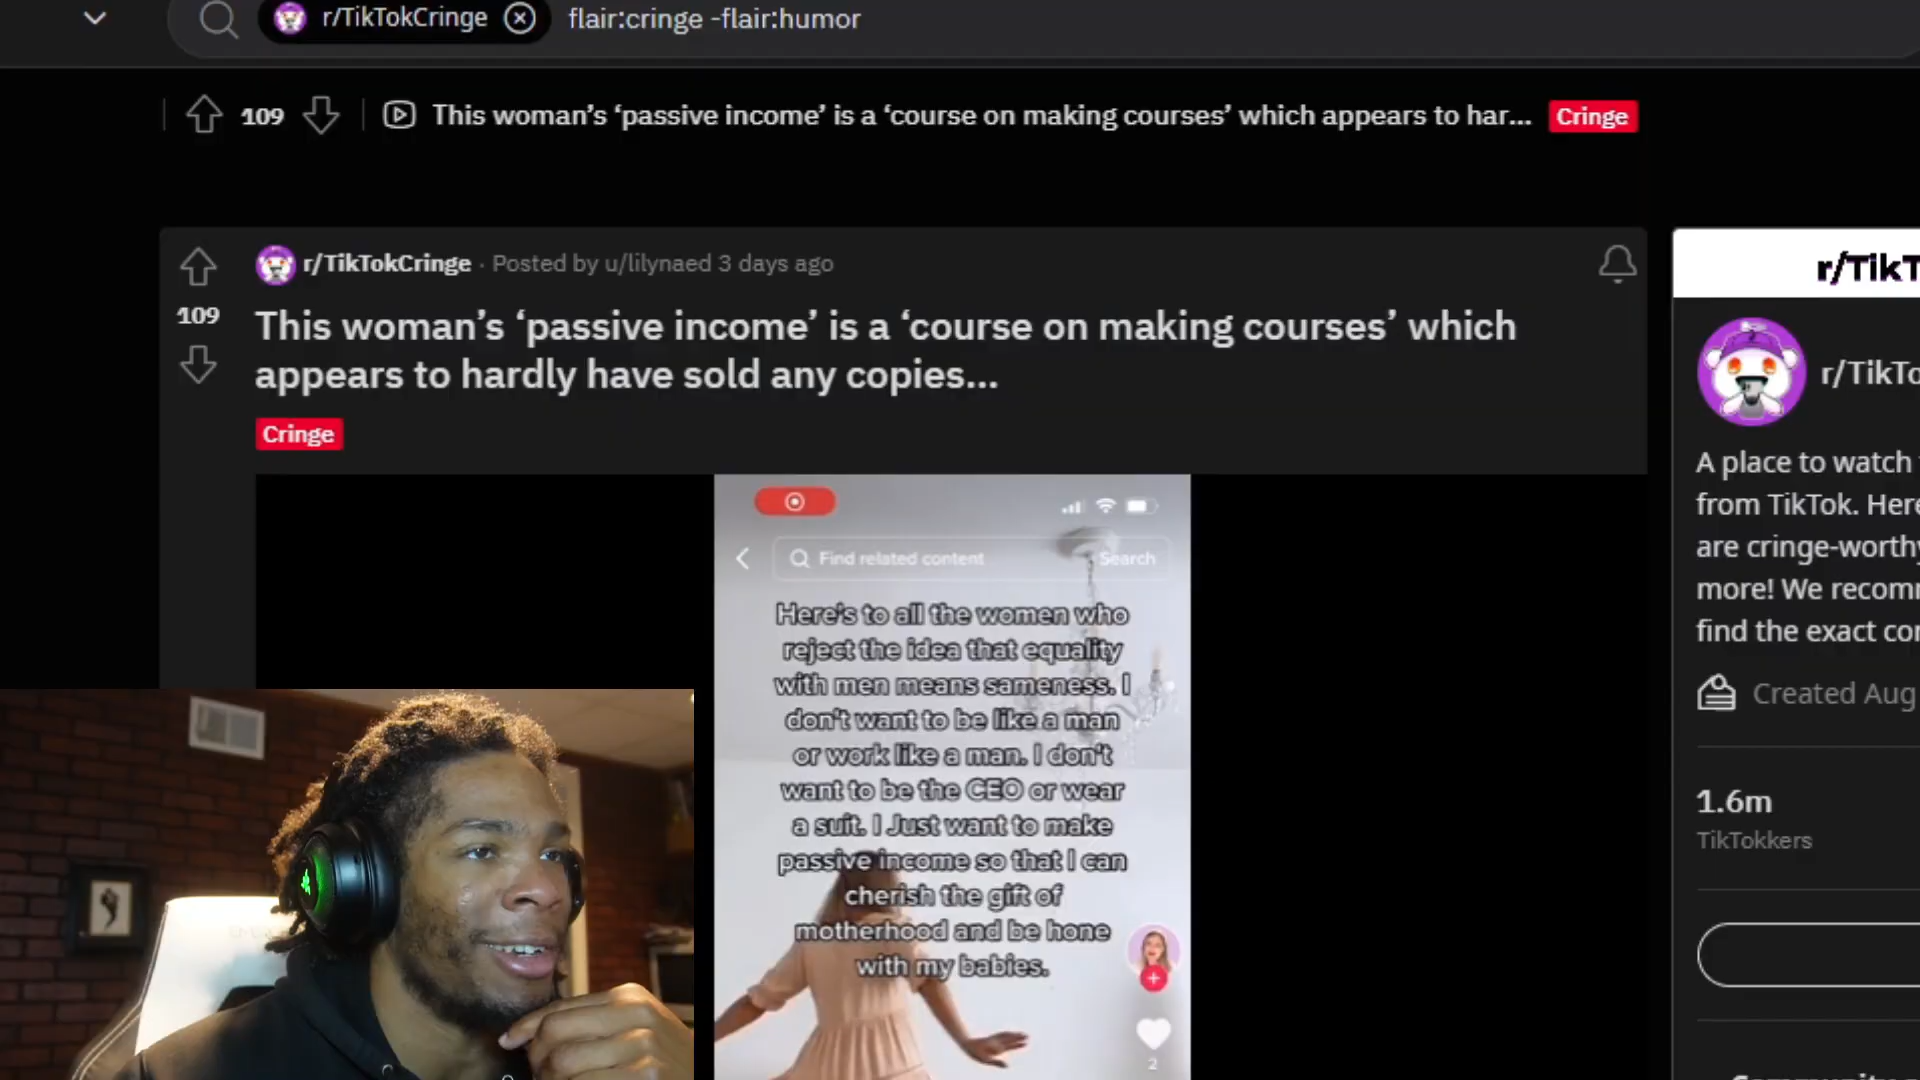 r/TikTokCringe flair:cringe -flair:humor
109 This woman’s ‘passive income’ is a ‘course on making courses’ which appears to har... Cringe
r/TikTokCringe · Posted by u/lilynaed 3 days ago
109
This woman’s ‘passive income’ is a ‘course on making courses’ which
appears to hardly have sold any copies...
Cringe
Find related content Search
Here's to all the women who
reject the idea that equality
with men means sameness. I
don't want to be like a man
or work like a man. I don't
want to be the CEO or wear
a suit. I Just want to make
passive income so that I can
cherish the gift of
motherhood and be hone
with my babies.
2
r/TikT
r/TikTo
A place to watch
from TikTok. Here
are cringe-worthy
more! We recom
find the exact co
Created Aug
1.6m
TikTokkers